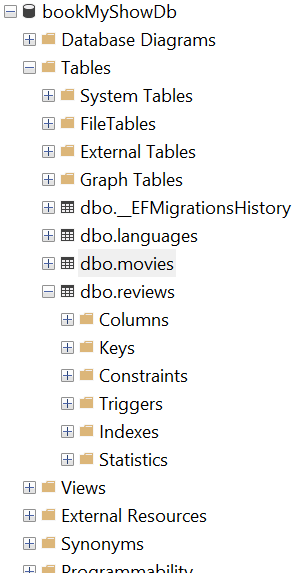 bookMyShowDb
Database Diagrams
Tables
System Tables
FileTables
External Tables
Graph Tables
dbo.__EFMigrationsHistory
dbo.languages
dbo.movies
dbo.reviews
Columns
Keys
Constraints
Triggers
Indexes
Statistics
Views
External Resources
Synonyms
Programmability